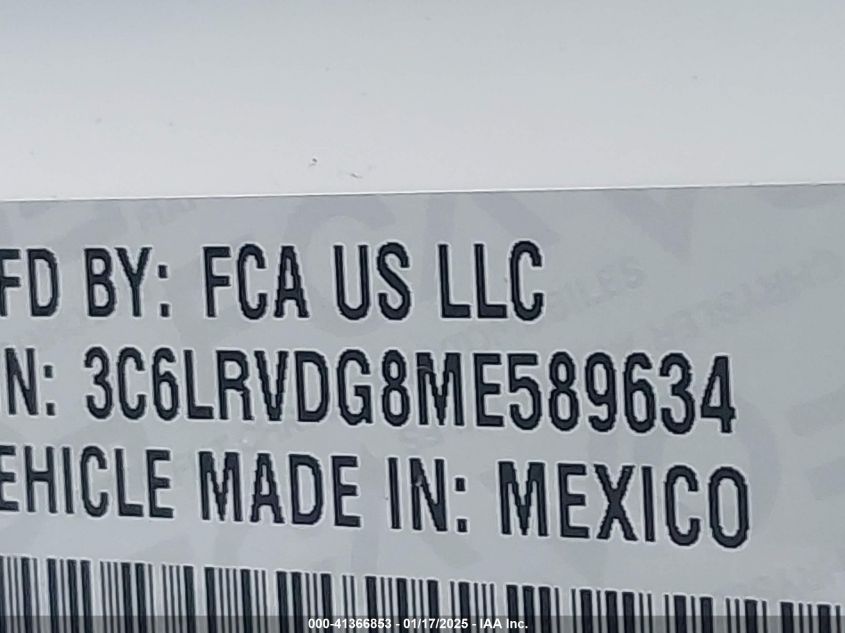 FD BY: FCA US LLC
N: 3C6LRVDG8ME589634
EHICLE MADE IN: MEXICO
000-41366853 - 01/17/2025 - IAA Inc.